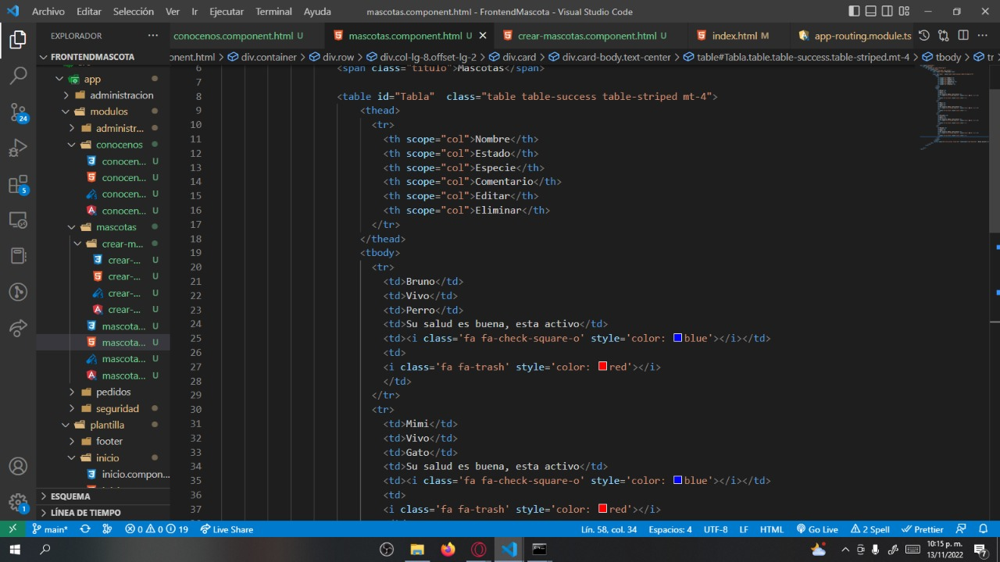 Archivo Editar Selección Ver Ir Ejecutar Terminal Ayuda mascotas.component.html - FrontendMascota - Visual Studio Code
EXPLORADOR ··· conocenos.component.html U mascotas.component.html U crear-mascotas.component.html U index.html M app-routing.module.ts
FRONTENDMASCOTA ponent.html > div.container > div.row > div.col-lg-8.offset-lg-2 > div.card > div.card-body.text-center > table#Tabla.table.table-success.table-striped.mt-4 > tbody > tr
app
administracion
modulos
administr...
conocenos
conocen... U
conocen... U
conocen... U
conocen... U
mascotas
crear-m...
crear-... U
crear-... U
crear-... U
crear-... U
mascota... U
mascota... U
mascota... U
mascota... U
pedidos
seguridad
plantilla
footer
inicio
inicio.compon...
ESQUEMA
LÍNEA DE TIEMPO
24
5
1
6 <span class="titulo">Mascotas</span>
7
8 <table id="Tabla"  class="table table-success table-striped mt-4">
9 <thead>
10 <tr>
11 <th scope="col">Nombre</th>
12 <th scope="col">Estado</th>
13 <th scope="col">Especie</th>
14 <th scope="col">Comentario</th>
15 <th scope="col">Editar</th>
16 <th scope="col">Eliminar</th>
17 </tr>
18 </thead>
19 <tbody>
20 <tr>
21 <td>Bruno</td>
22 <td>Vivo</td>
23 <td>Perro</td>
24 <td>Su salud es buena, esta activo</td>
25 <td><i class='fa fa-check-square-o' style='color: blue'></i></td>
26 <td>
27 <i class='fa fa-trash' style='color: red'></i>
28 </td>
29 </tr>
30 <tr>
31 <td>Mimi</td>
32 <td>Vivo</td>
33 <td>Gato</td>
34 <td>Su salud es buena, esta activo</td>
35 <td><i class='fa fa-check-square-o' style='color: blue'></i></td>
36 <td>
37 <i class='fa fa-trash' style='color: red'></i>
main* 0 0 19 Live Share Lín. 58, col. 34 Espacios: 4 UTF-8 LF HTML Go Live 2 Spell Prettier
10:15 p. m.
13/11/2022
7